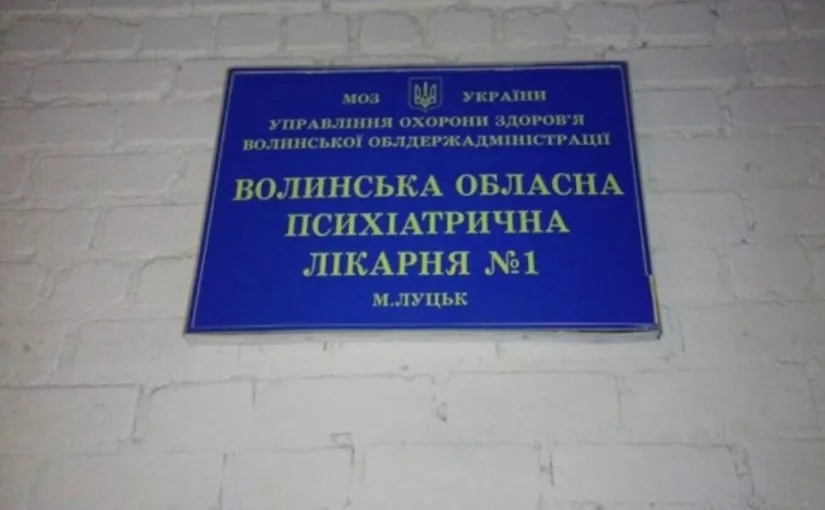 МОЗ УКРАЇНИ
УПРАВЛІННЯ ОХОРОНИ ЗДОРОВ'Я
ВОЛИНСЬКОЇ ОБЛДЕРЖАДМІНІСТРАЦІЇ
ВОЛИНСЬКА ОБЛАСНА
ПСИХІАТРИЧНА
ЛІКАРНЯ №1
М.ЛУЦЬК